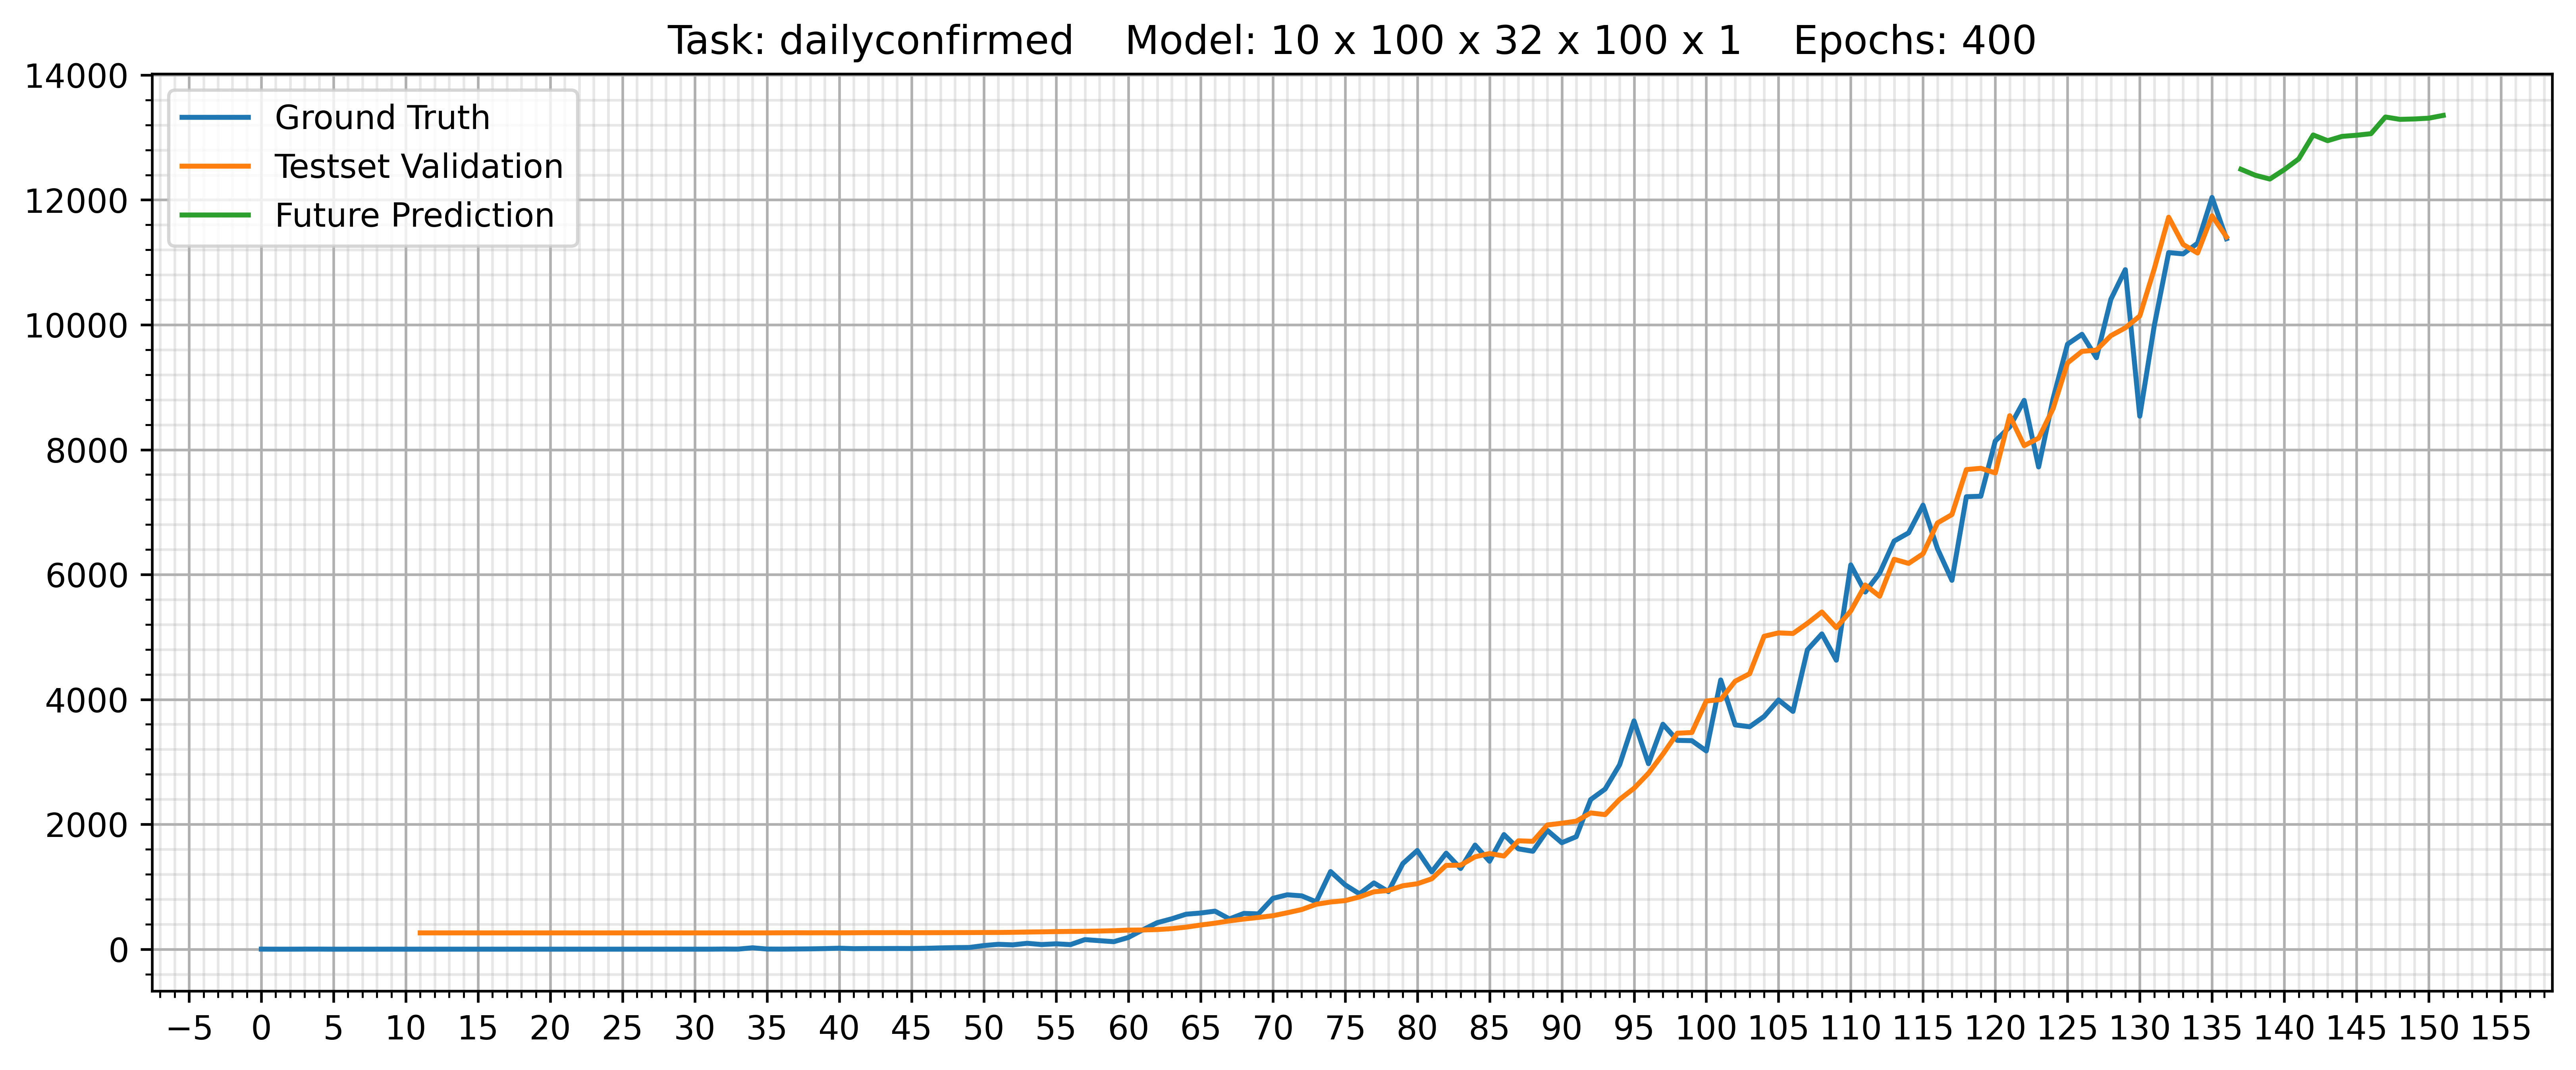 Task: dailyconfirmed    Model: 10 x 100 x 32 x 100 x 1    Epochs: 400
14000
12000
10000
8000
6000
4000
2000
0
Ground Truth
Testset Validation
Future Prediction
−5 0 5 10 15 20 25 30 35 40 45 50 55 60 65 70 75 80 85 90 95 100 105 110 115 120 125 130 135 140 145 150 155